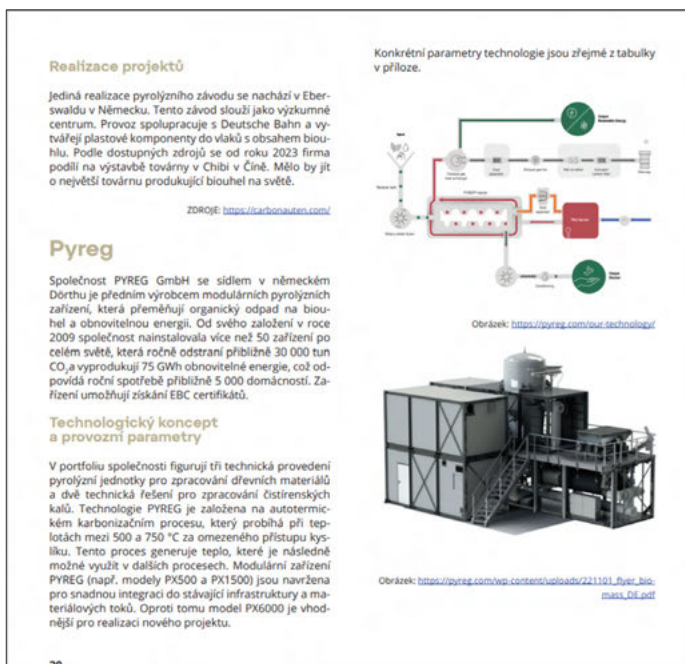 Realizace projektů
Jediná realizace pyrolýzního závodu se nachází v Eber-
swaldu v Německu. Tento závod slouží jako výzkumné
centrum. Provoz spolupracuje s Deutsche Bahn a vy-
tvářejí plastové komponenty do vlaků s obsahem biou-
hlu. Podle dostupných zdrojů se od roku 2023 firma
podílí na výstavbě továrny v Chibi v Číně. Mělo by jít
o největší továrnu produkující biouhel na světě.
ZDROJE: https://carbonauten.com/
Pyreg
Společnost PYREG GmbH se sídlem v německém
Dörthu je předním výrobcem modulárních pyrolýzních
zařízení, která přeměňují organický odpad na biou-
hel a obnovitelnou energii. Od svého založení v roce
2009 společnost nainstalovala více než 50 zařízení po
celém světě, která ročně odstraní přibližně 30 000 tun
CO₂a vyprodukují 75 GWh obnovitelné energie, což od-
povídá roční spotřebě přibližně 5 000 domácností. Za-
řízení umožňují získání EBC certifikátů.
Technologický koncept
a provozní parametry
V portfoliu společnosti figurují tři technická provedení
pyrolýzní jednotky pro zpracování dřevních materiálů
a dvě technická řešení pro zpracování čistírenských
kalů. Technologie PYREG je založena na autotermic-
kém karbonizačním procesu, který probíhá při tep-
lotách mezi 500 a 750 °C za omezeného přístupu kys-
líku. Tento proces generuje teplo, které je následně
možné využít v dalších procesech. Modulární zařízení
PYREG (např. modely PX500 a PX1500) jsou navržena
pro snadnou integraci do stávající infrastruktury a ma-
teriálových toků. Oproti tomu model PX6000 je vhod-
nější pro realizaci nového projektu.
Konkrétní parametry technologie jsou zřejmé z tabulky
v příloze.
Obrázek: https://pyreg.com/our-technology/
Obrázek: https://pyreg.com/wp-content/uploads/221101_flyer_bio-
mass_DE.pdf